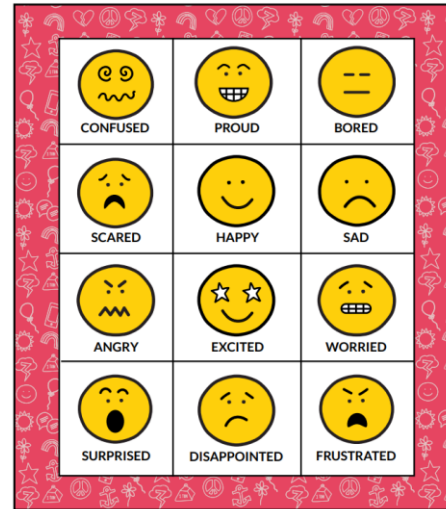 CONFUSED PROUD BORED
SCARED HAPPY SAD
ANGRY EXCITED WORRIED
SURPRISED DISAPPOINTED FRUSTRATED